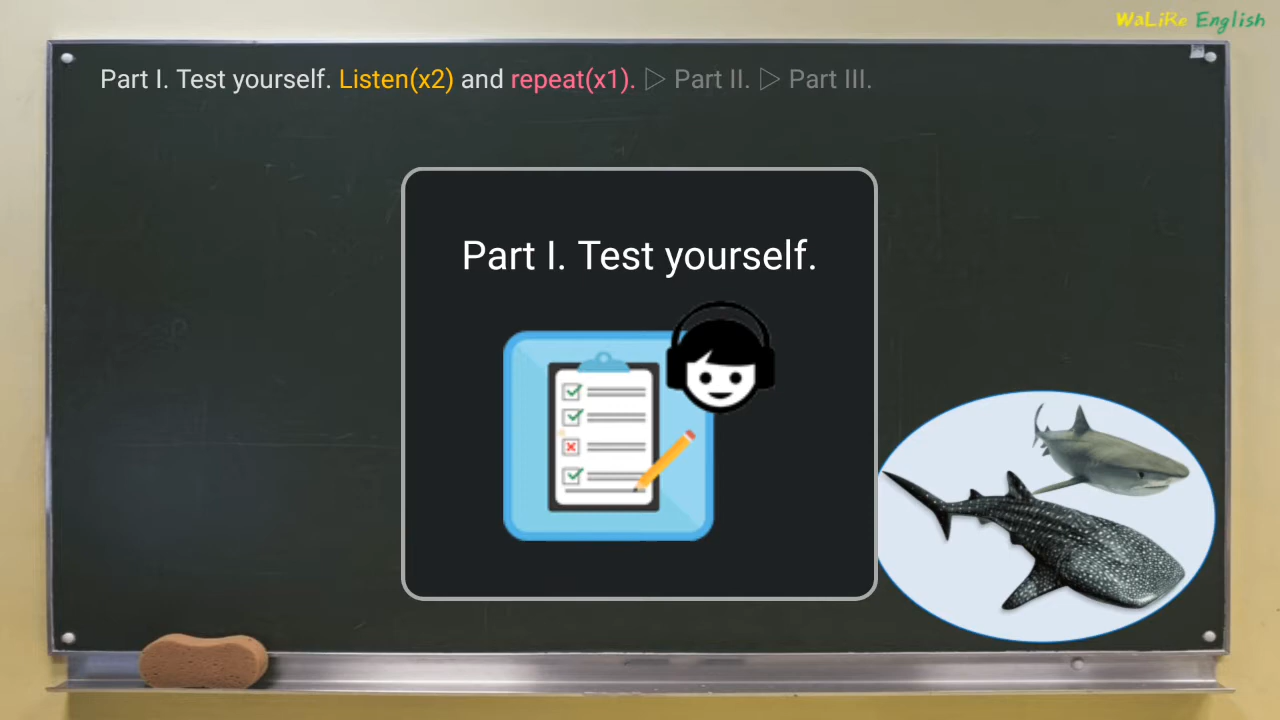 WaLiRe English
Part I. Test yourself. Listen(x2) and repeat(x1). ▷ Part II. ▷ Part III.
Part I. Test yourself.